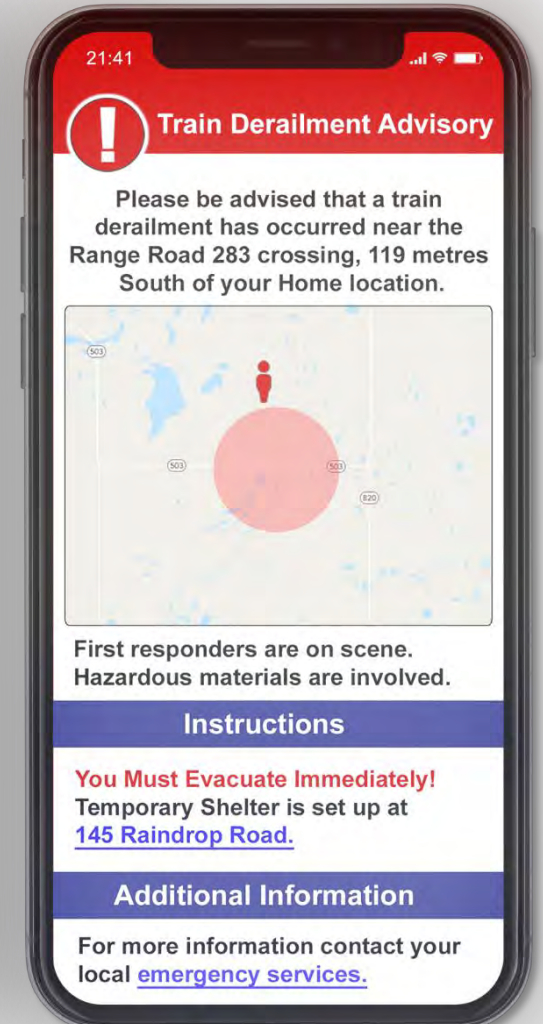 21:41
!
Train Derailment Advisory
Please be advised that a train
derailment has occurred near the
Range Road 283 crossing, 119 metres
South of your Home location.
503
503
503
820
First responders are on scene.
Hazardous materials are involved.
Instructions
You Must Evacuate Immediately!
Temporary Shelter is set up at
145 Raindrop Road.
Additional Information
For more information contact your
local emergency services.